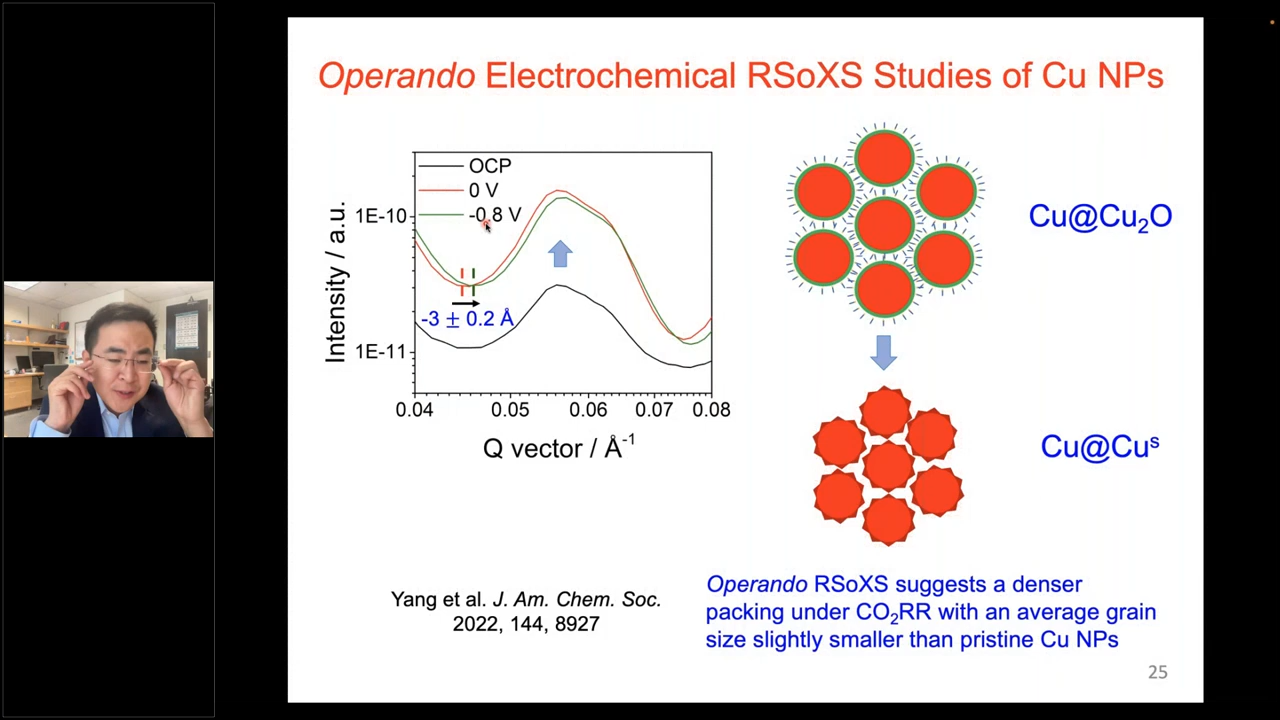 Operando Electrochemical RSoXS Studies of Cu NPs
OCP
0 V
-0.8 V
1E-10
1E-11
Intensity / a.u.
-3 ± 0.2 Å
0.04 0.05 0.06 0.07 0.08
Q vector / Å⁻¹
Cu@Cu₂O
Cu@Cuˢ
Yang et al. J. Am. Chem. Soc.
2022, 144, 8927
Operando RSoXS suggests a denser
packing under CO₂RR with an average grain
size slightly smaller than pristine Cu NPs
25